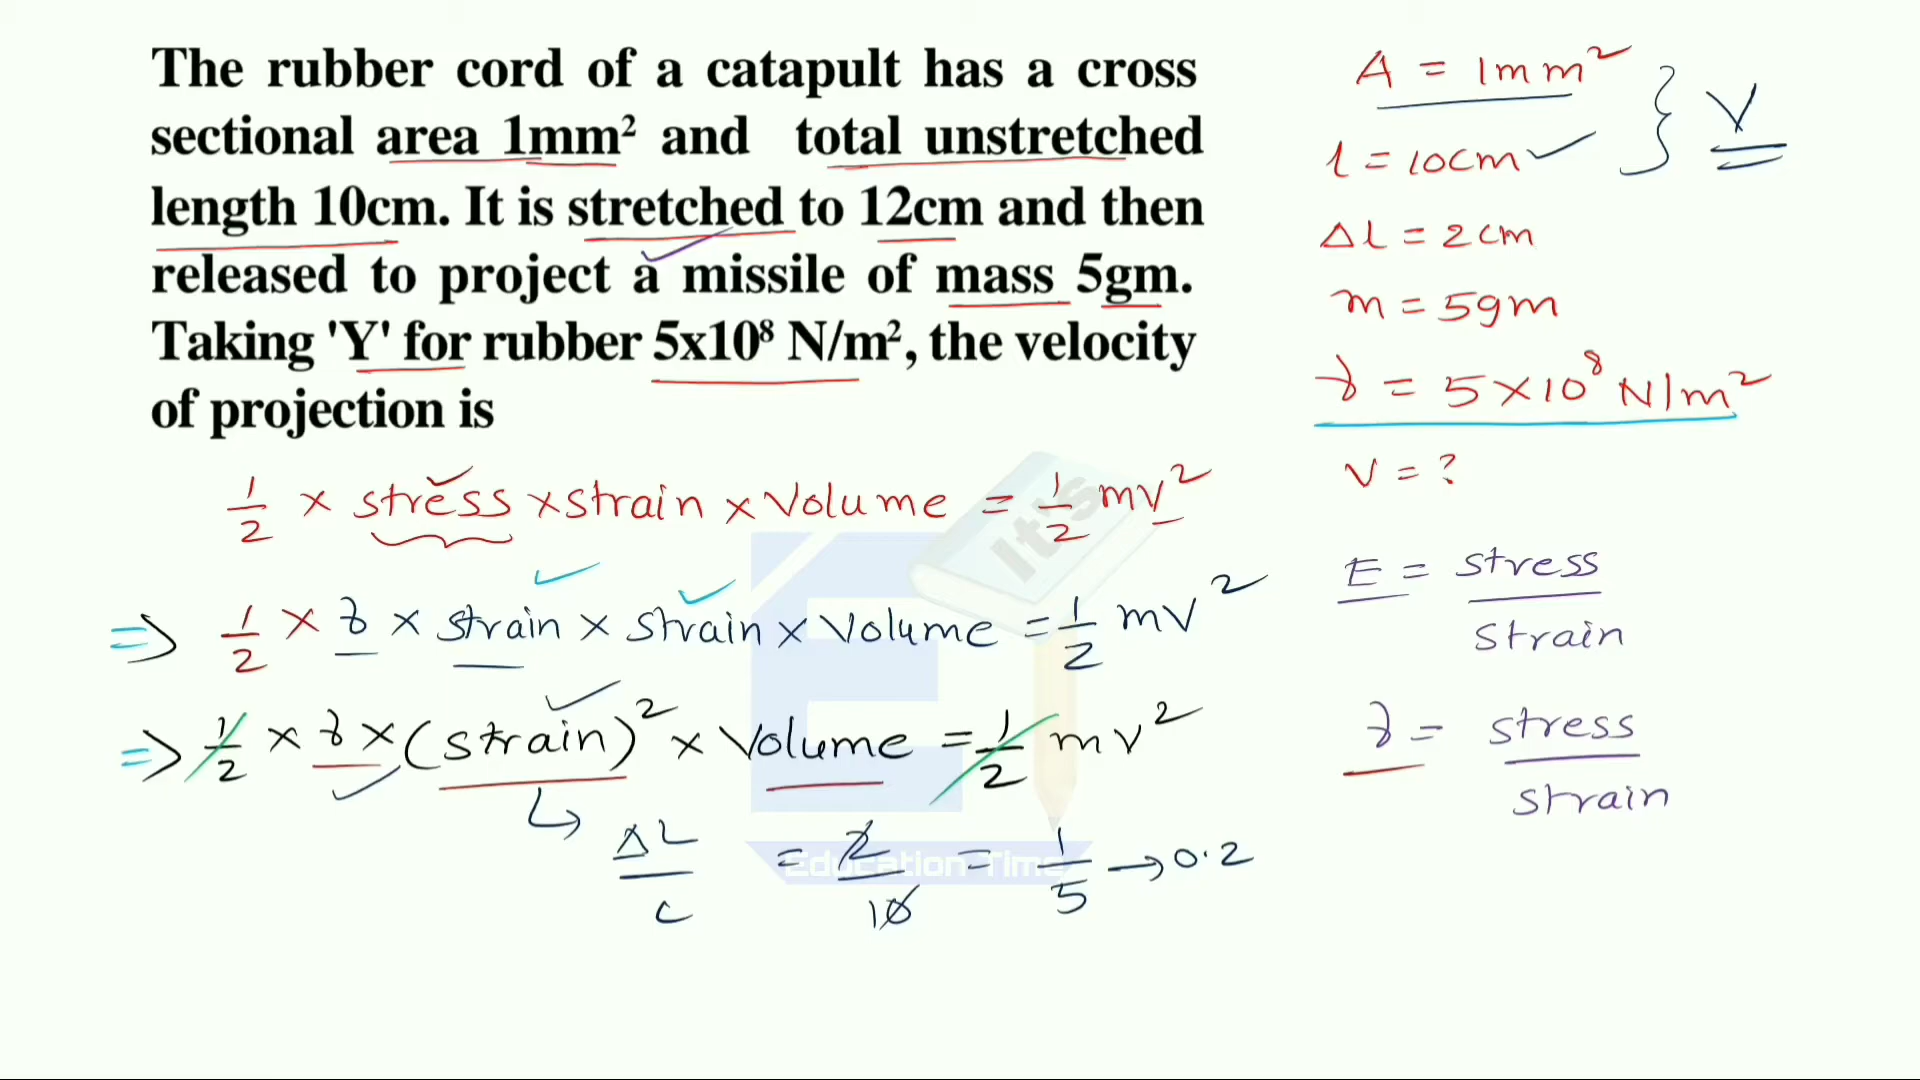 The rubber cord of a catapult has a cross
sectional area 1mm² and total unstretched
length 10cm. It is stretched to 12cm and then
released to project a missile of mass 5gm.
Taking 'Y' for rubber 5x10⁸ N/m², the velocity
of projection is
A = 1mm²
l = 10cm
} V
Δl = 2cm
m = 5gm
y = 5×10⁸ N/m²
v = ?
1/2 × stress × strain × Volume = 1/2 mv²
⇒ 1/2 × y × strain × strain × Volume = 1/2 mv²
⇒ 1/2 × y × (strain)² × Volume = 1/2 mv²
↳ ΔL/L = 2/10 = 1/5 → 0.2
E = stress/strain
y = stress/strain
It's
Education Time